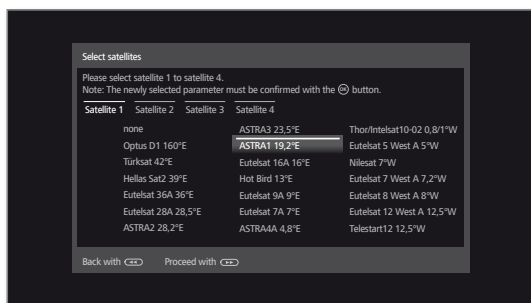 Select satellites
Please select satellite 1 to satellite 4.
Note: The newly selected parameter must be confirmed with the OK button.
Satellite 1 Satellite 2 Satellite 3 Satellite 4
none ASTRA3 23,5°E Thor/Intelsat10-02 0,8/1°W
Optus D1 160°E ASTRA1 19,2°E Eutelsat 5 West A 5°W
Türksat 42°E Eutelsat 16A 16°E Nilesat 7°W
Hellas Sat2 39°E Hot Bird 13°E Eutelsat 7 West A 7,2°W
Eutelsat 36A 36°E Eutelsat 9A 9°E Eutelsat 8 West A 8°W
Eutelsat 28A 28,5°E Eutelsat 7A 7°E Eutelsat 12 West A 12,5°W
ASTRA2 28,2°E ASTRA4A 4,8°E Telestart12 12,5°W
Back with Proceed with